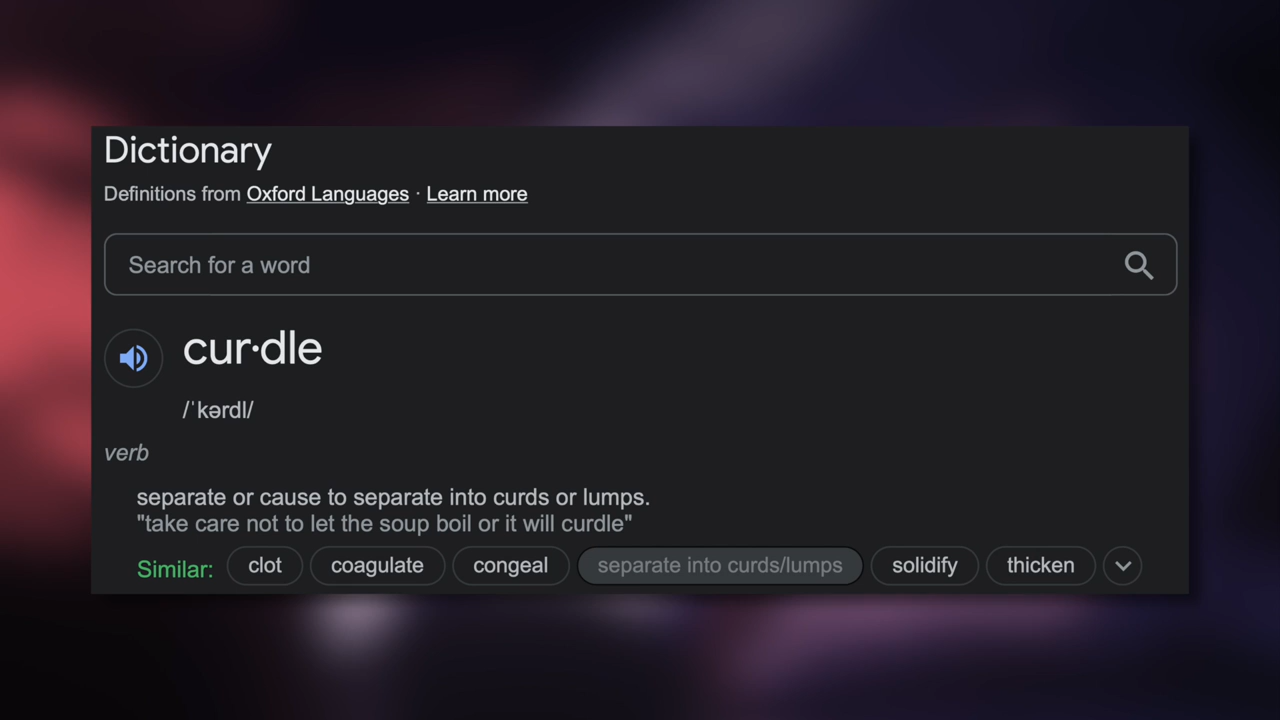 Dictionary
Definitions from Oxford Languages · Learn more
Search for a word
cur·dle
/ˈkərdl/
verb
separate or cause to separate into curds or lumps.
"take care not to let the soup boil or it will curdle"
Similar: clot coagulate congeal separate into curds/lumps solidify thicken